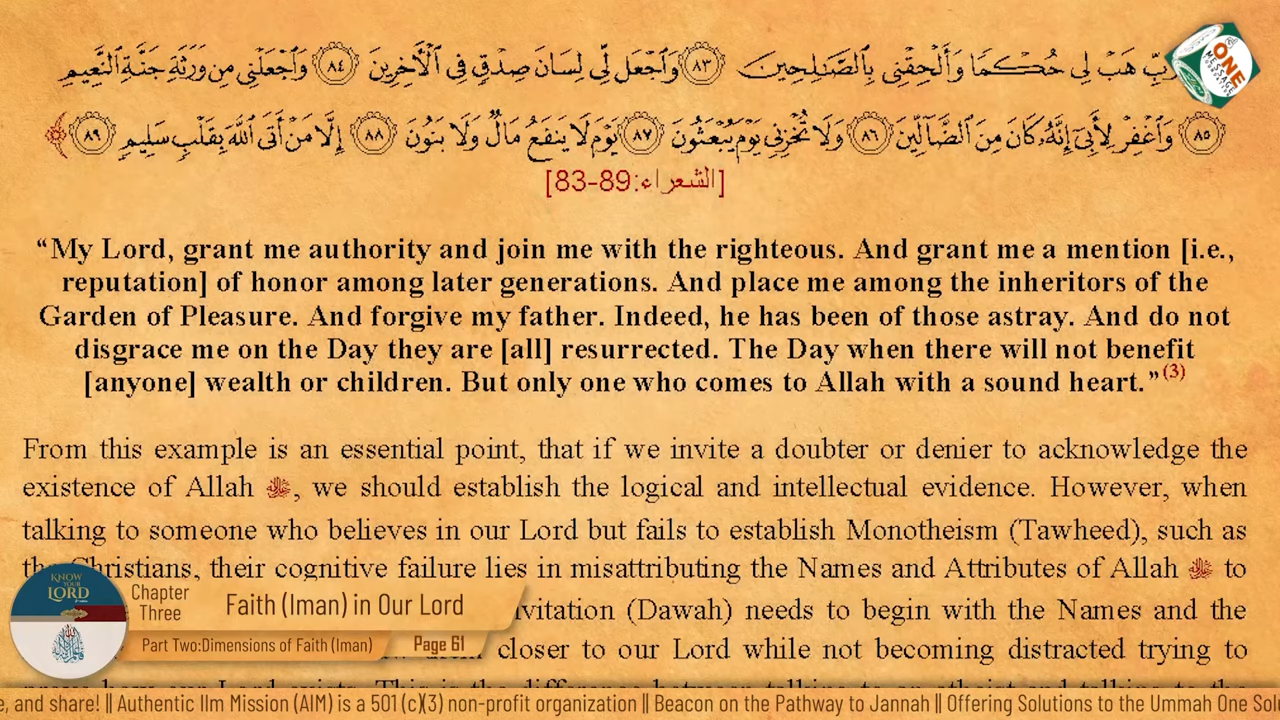 رَبِّ هَبْ لِي حُكْمًا وَأَلْحِقْنِي بِالصَّالِحِينَ ٨٣ وَاجْعَل لِّي لِسَانَ صِدْقٍ فِي الْآخِرِينَ ٨٤ وَاجْعَلْنِي مِن وَرَثَةِ جَنَّةِ النَّعِيمِ
٨٥ وَاغْفِرْ لِأَبِي إِنَّهُ كَانَ مِنَ الضَّالِّينَ ٨٦ وَلَا تُخْزِنِي يَوْمَ يُبْعَثُونَ ٨٧ يَوْمَ لَا يَنفَعُ مَالٌ وَلَا بَنُونَ ٨٨ إِلَّا مَنْ أَتَى اللَّهَ بِقَلْبٍ سَلِيمٍ ٨٩
[الشعراء:83-89]
ONE
MESSAGE
“My Lord, grant me authority and join me with the righteous. And grant me a mention [i.e.,
reputation] of honor among later generations. And place me among the inheritors of the
Garden of Pleasure. And forgive my father. Indeed, he has been of those astray. And do not
disgrace me on the Day they are [all] resurrected. The Day when there will not benefit
[anyone] wealth or children. But only one who comes to Allah with a sound heart.”(3)
From this example is an essential point, that if we invite a doubter or denier to acknowledge the
existence of Allah ﷻ, we should establish the logical and intellectual evidence. However, when
talking to someone who believes in our Lord but fails to establish Monotheism (Tawheed), such as
the Christians, their cognitive failure lies in misattributing the Names and Attributes of Allah ﷻ to
(Dawah) needs to begin with the Names and the
closer to our Lord while not becoming distracted trying to
KNOW
YOUR
LORD
Chapter
Three
Faith (Iman) in Our Lord
Part Two:Dimensions of Faith (Iman)
Page 61
e, and share! || Authentic Ilm Mission (AIM) is a 501 (c)(3) non-profit organization || Beacon on the Pathway to Jannah || Offering Solutions to the Ummah One Sol